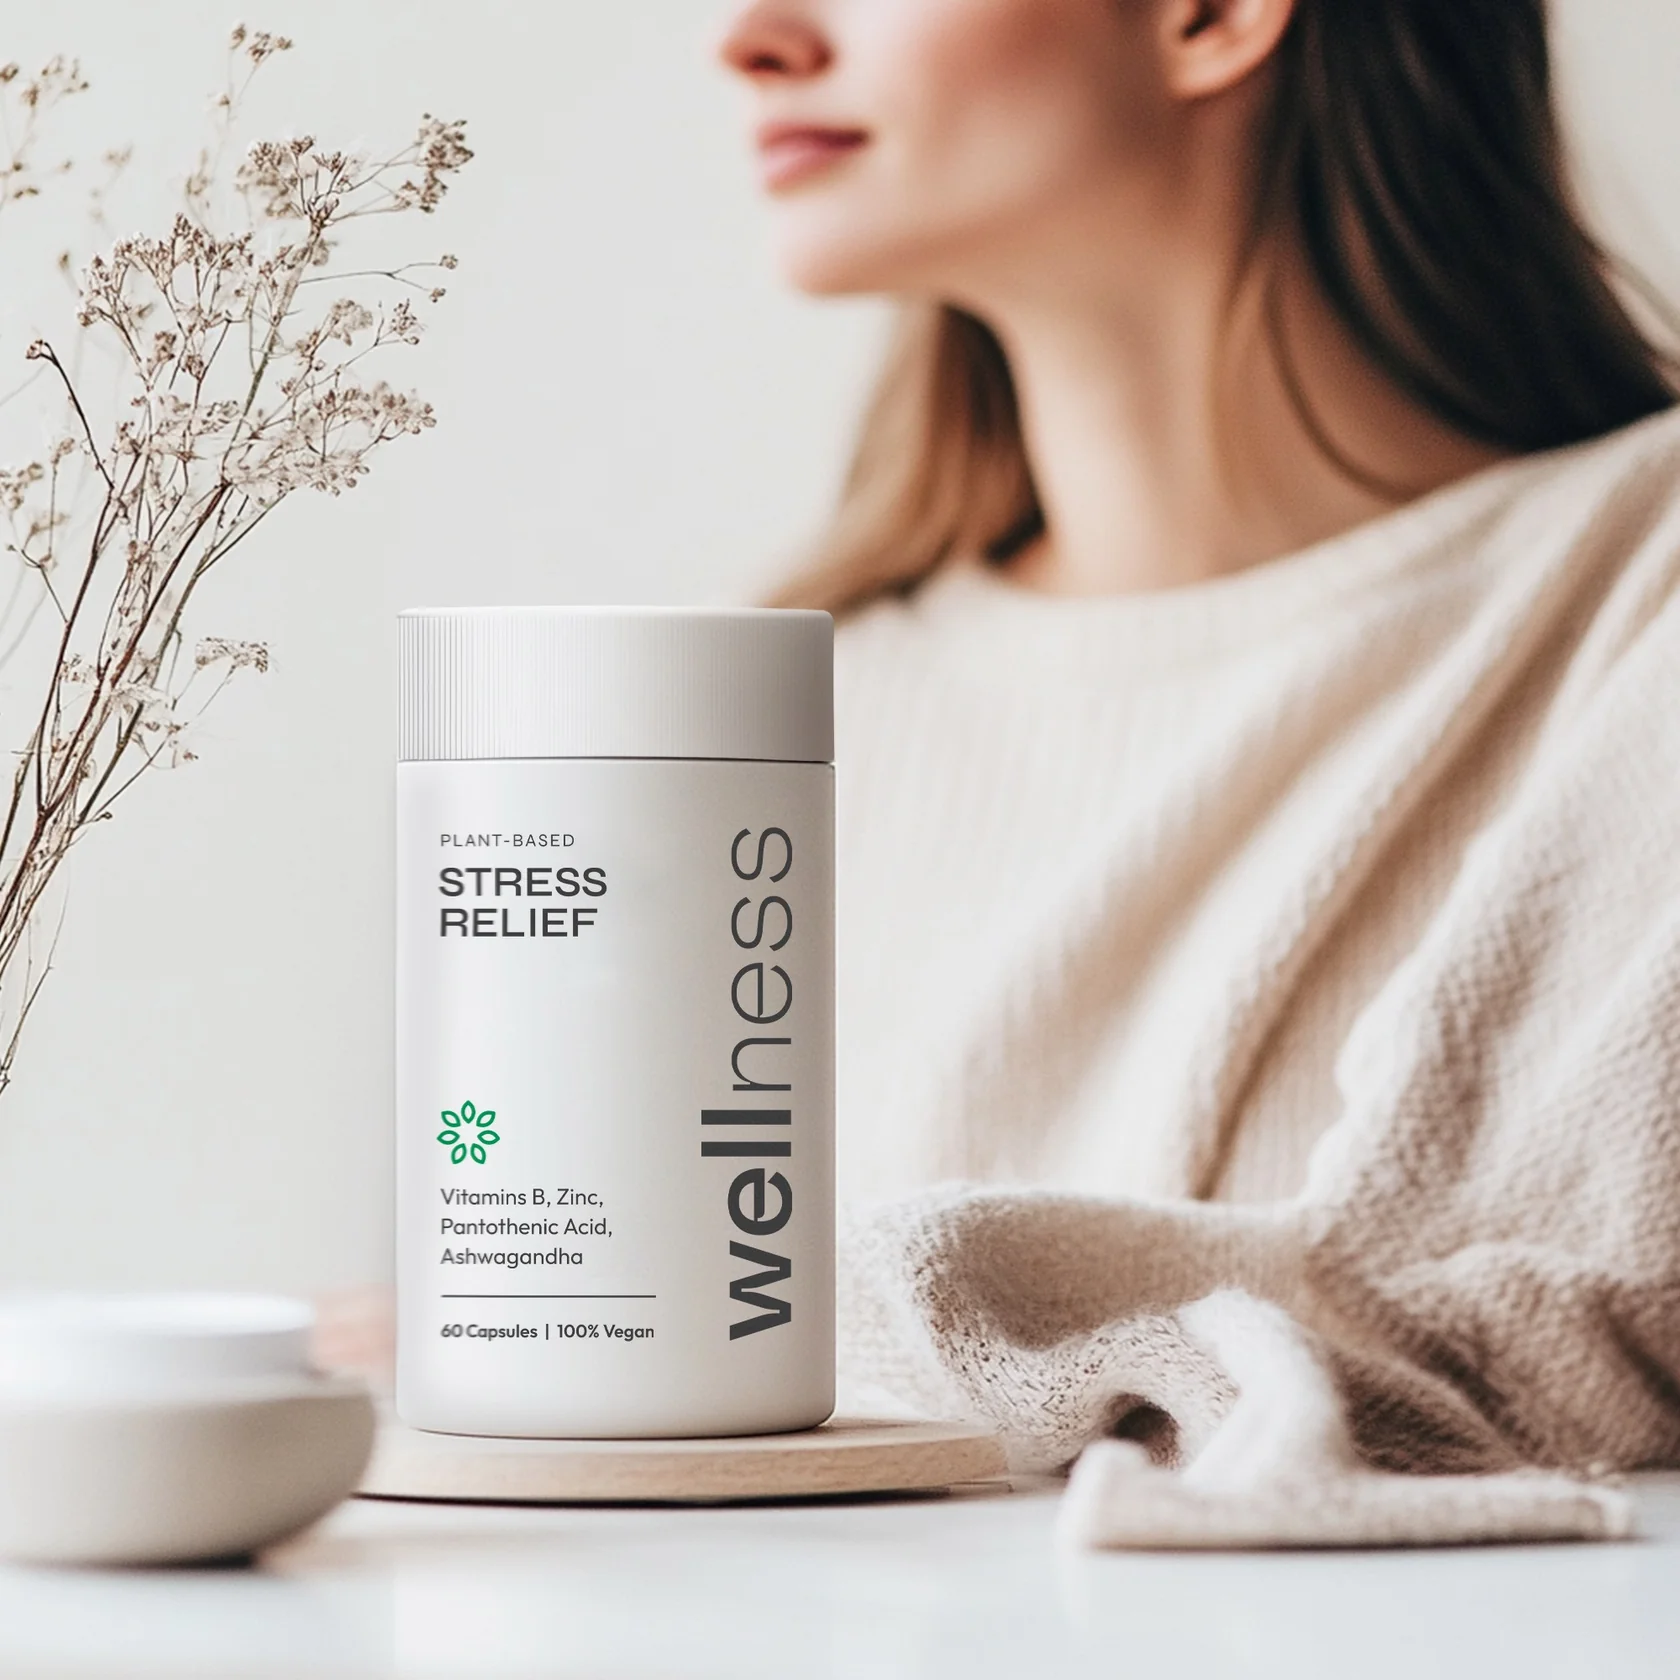 PLANT-BASED
STRESS
RELIEF
Vitamins B, Zinc,
Pantothenic Acid,
Ashwagandha
60 Capsules | 100% Vegan
wellness